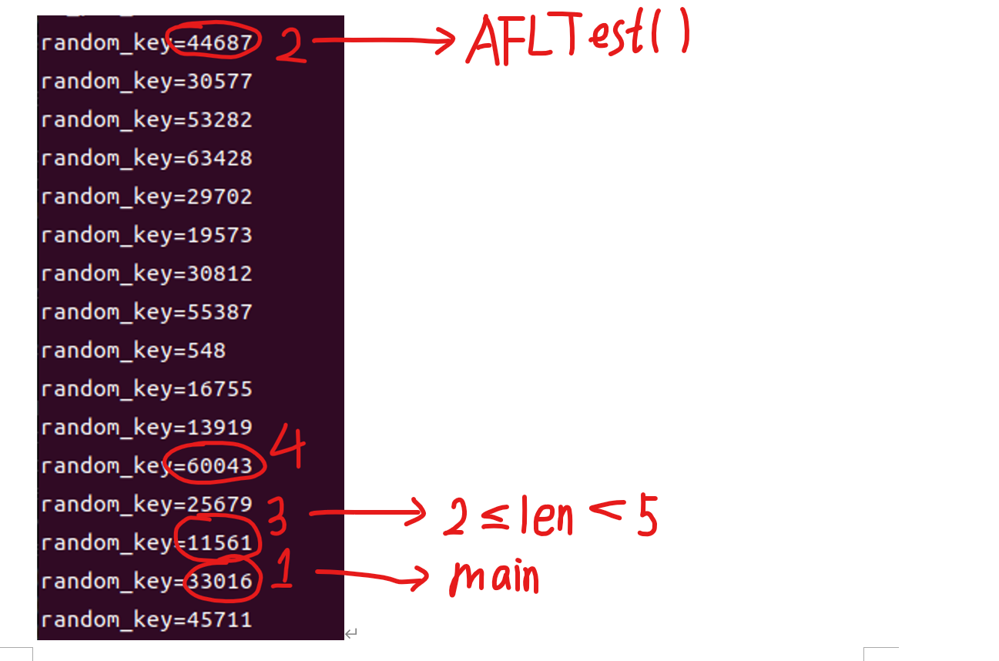 random_key=44687 2 → AFLTest()
random_key=30577
random_key=53282
random_key=63428
random_key=29702
random_key=19573
random_key=30812
random_key=55387
random_key=548
random_key=16755
random_key=13919
random_key=60043 4
random_key=25679 3 → 2 ≤ len < 5
random_key=11561
random_key=33016 1 → main
random_key=45711